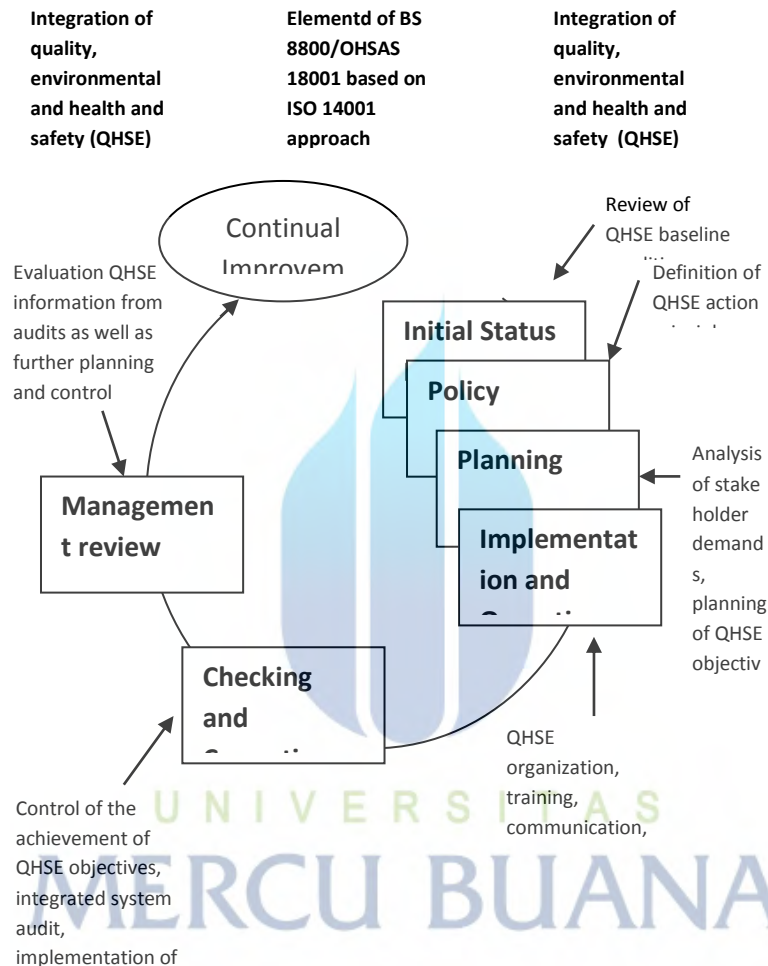 Integration of
quality,
environmental
and health and
safety (QHSE)
Elementd of BS
8800/OHSAS
18001 based on
ISO 14001
approach
Integration of
quality,
environmental
and health and
safety (QHSE)
Continual
Improvem
Review of
QHSE baseline
Definition of
QHSE action
Evaluation QHSE
information from
audits as well as
further planning
and control
Initial Status
Policy
Planning
Analysis
of stake
holder
demand
s,
planning
of QHSE
objectiv
Managemen
t review
Implementat
ion and
Checking
and
QHSE
organization,
training,
communication,
Control of the
achievement of
QHSE objectives,
integrated system
audit,
implementation of
UNIVERSITAS
MERCU BUANA